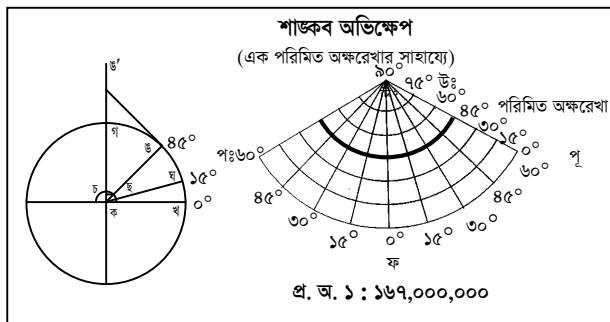 শাঙ্কব অভিক্ষেপ
(এক পরিমিত অক্ষরেখার সাহায্যে)
ঙ′
গ
ঙ
৪৫°
ঘ
১৫°
চ
ছ
ক
খ
০°
৯০°
৭৫° উঃ
৬০°
৪৫° পরিমিত অক্ষরেখা
৩০°
১৫°
০°
পঃ৬০°
৪৫°
৩০°
১৫°
০°
১৫°
৩০°
৪৫°
৬০°
পূ
ফ
প্র. অ. ১ : ১৬৭,০০০,০০০